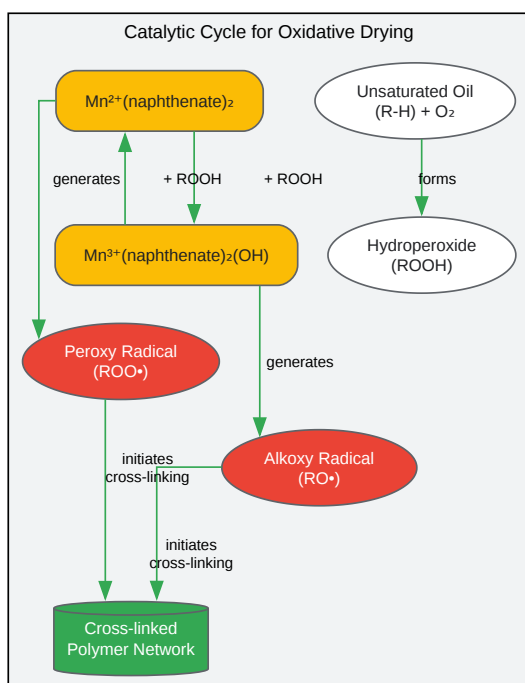 Catalytic Cycle for Oxidative Drying
Mn²⁺(naphthenate)₂
Unsaturated Oil
(R-H) + O₂
generates
+ ROOH
+ ROOH
forms
Mn³⁺(naphthenate)₂(OH)
Hydroperoxide
(ROOH)
Peroxy Radical
(ROO•)
generates
Alkoxy Radical
(RO•)
initiates
cross-linking
initiates
cross-linking
Cross-linked
Polymer Network